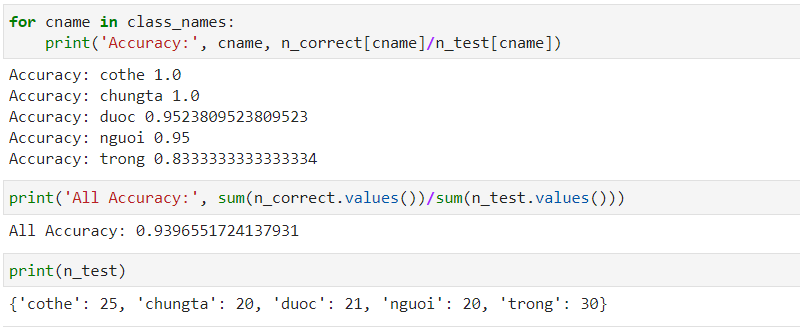 for cname in class_names:
    print('Accuracy:', cname, n_correct[cname]/n_test[cname])
Accuracy: cothe 1.0
Accuracy: chungta 1.0
Accuracy: duoc 0.9523809523809523
Accuracy: nguoi 0.95
Accuracy: trong 0.8333333333333334
print('All Accuracy:', sum(n_correct.values())/sum(n_test.values()))
All Accuracy: 0.9396551724137931
print(n_test)
{'cothe': 25, 'chungta': 20, 'duoc': 21, 'nguoi': 20, 'trong': 30}